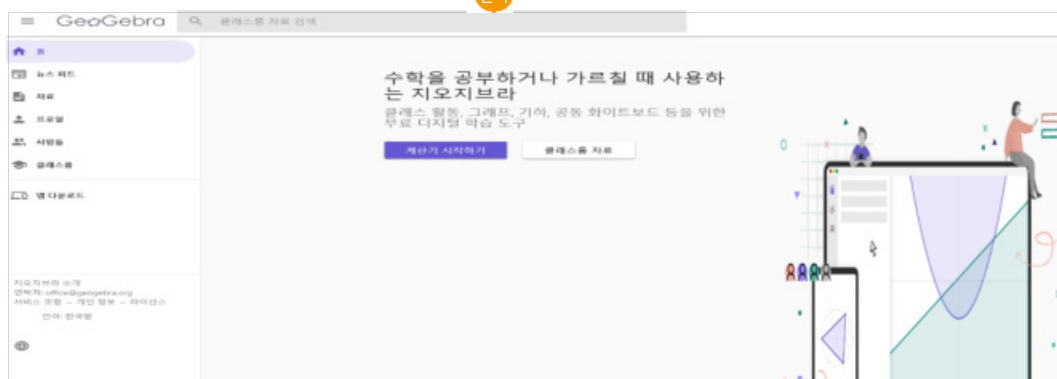 GeoGebra
클래스룸 자료 검색
홈
뉴스 피드
자료
프로필
사람들
클래스룸
앱 다운로드
수학을 공부하거나 가르칠 때 사용하
는 지오지브라
클래스 활동, 그래프, 기하, 공동 화이트보드 등을 위한
무료 디지털 학습 도구
계산기 시작하기
클래스룸 자료
지오지브라 소개
연락처: office@geogebra.org
서비스 조항 – 개인 정보 – 라이선스
언어: 한국말